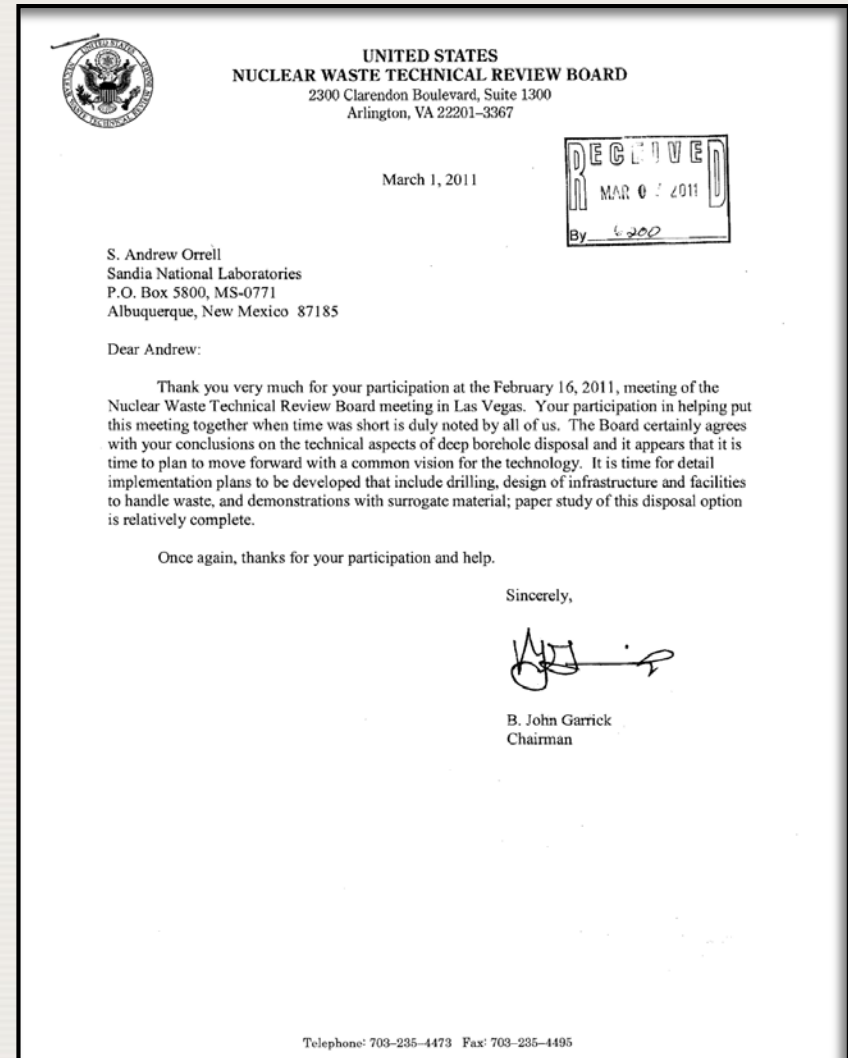 UNITED STATES
NUCLEAR WASTE TECHNICAL REVIEW BOARD
2300 Clarendon Boulevard, Suite 1300
Arlington, VA 22201–3367
RECEIVED
MAR 0 2011
By 6200
March 1, 2011
S. Andrew Orrell
Sandia National Laboratories
P.O. Box 5800, MS-0771
Albuquerque, New Mexico 87185
Dear Andrew:
Thank you very much for your participation at the February 16, 2011, meeting of the
Nuclear Waste Technical Review Board meeting in Las Vegas. Your participation in helping put
this meeting together when time was short is duly noted by all of us. The Board certainly agrees
with your conclusions on the technical aspects of deep borehole disposal and it appears that it is
time to plan to move forward with a common vision for the technology. It is time for detail
implementation plans to be developed that include drilling, design of infrastructure and facilities
to handle waste, and demonstrations with surrogate material; paper study of this disposal option
is relatively complete.
Once again, thanks for your participation and help.
Sincerely,
B. John Garrick
Chairman
Telephone: 703–235–4473 Fax: 703–235–4495